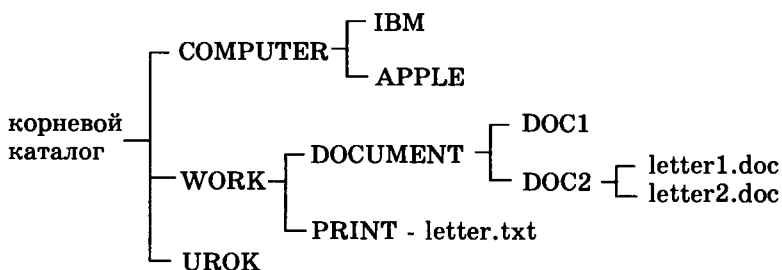 IBM
COMPUTER
APPLE
корневой
каталог
DOC1
DOCUMENT
DOC2
letter1.doc
letter2.doc
WORK
PRINT - letter.txt
UROK